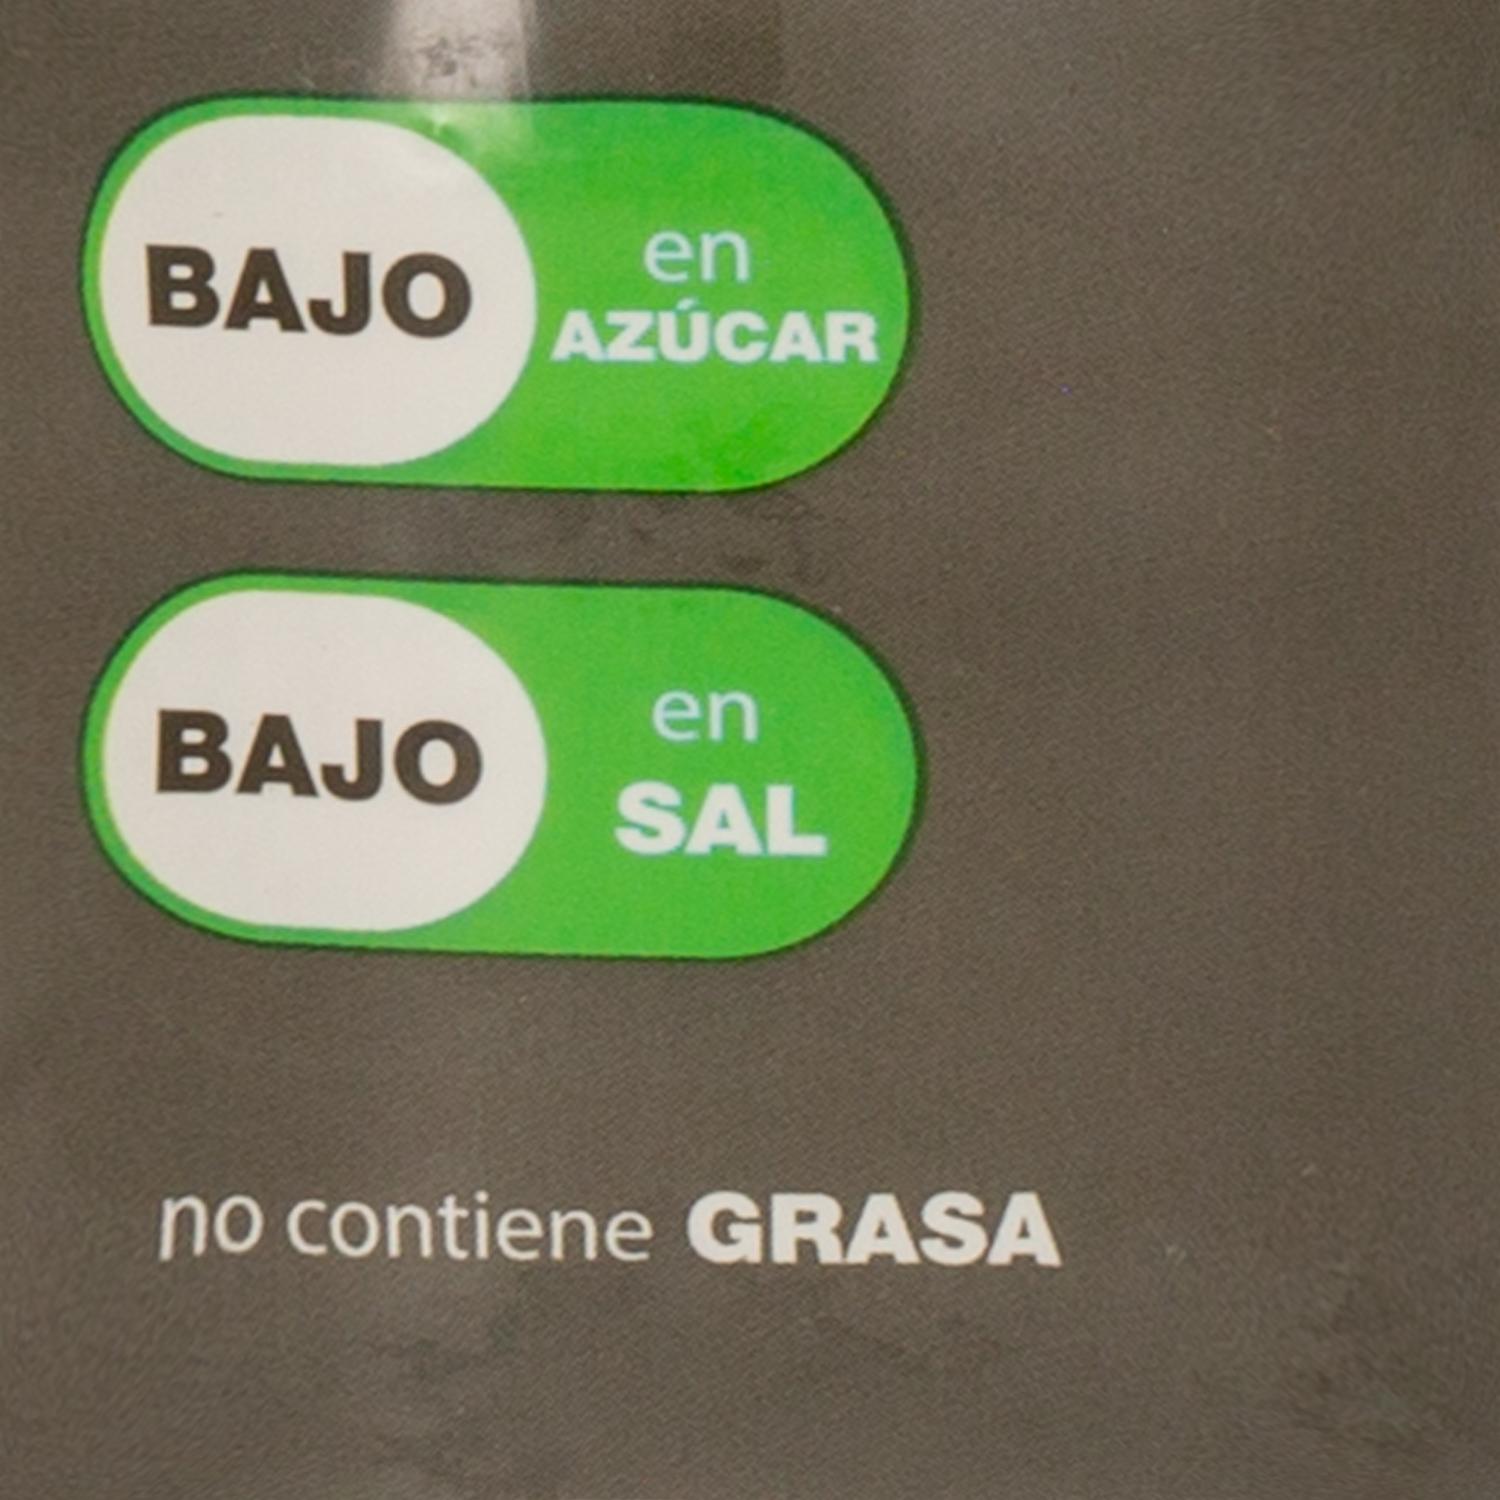 BAJO
en
AZÚCAR
BAJO
en
SAL
no contiene GRASA